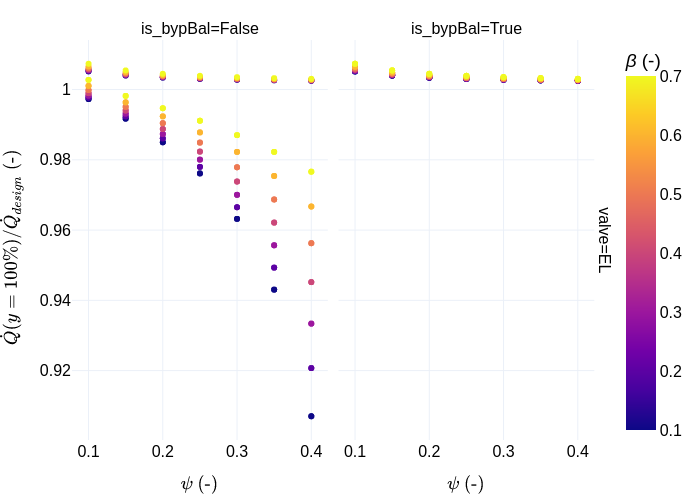 is_bypBal=False
is_bypBal=True
β (-)
Q̇(y = 100%)/Q̇design (-)
1
0.98
0.96
0.94
0.92
0.1
0.2
0.3
0.4
0.1
0.2
0.3
0.4
ψ (-)
ψ (-)
valve=EL
0.7
0.6
0.5
0.4
0.3
0.2
0.1